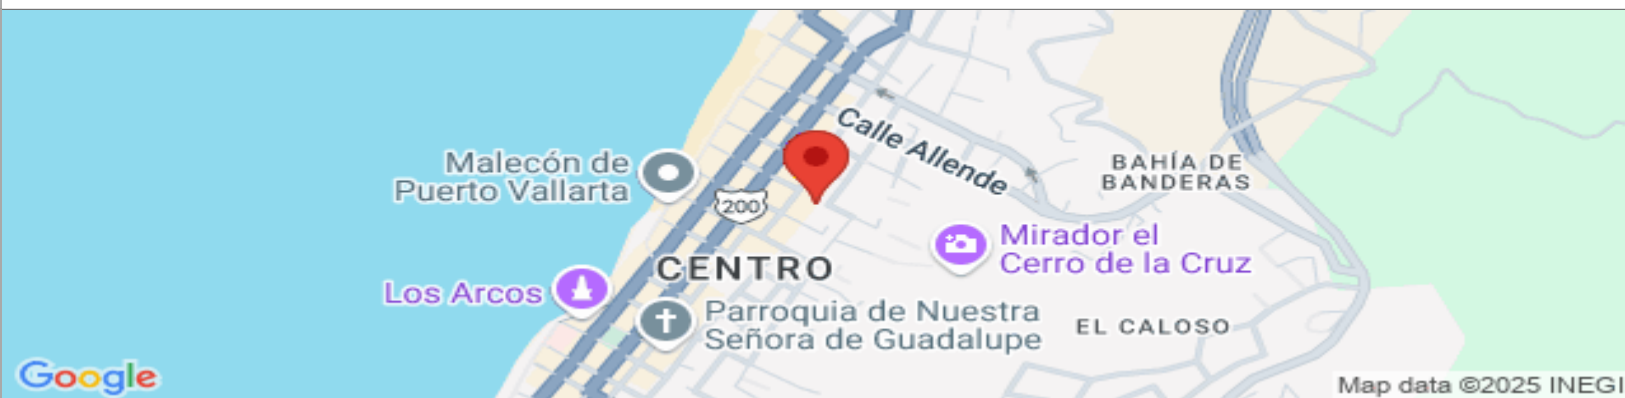 Calle Allende
Malecón de
Puerto Vallarta
BAHÍA DE
BANDERAS
200
Mirador el
Cerro de la Cruz
CENTRO
Los Arcos
Parroquia de Nuestra
Señora de Guadalupe
EL CALOSO
Google
Map data ©2025 INEGI